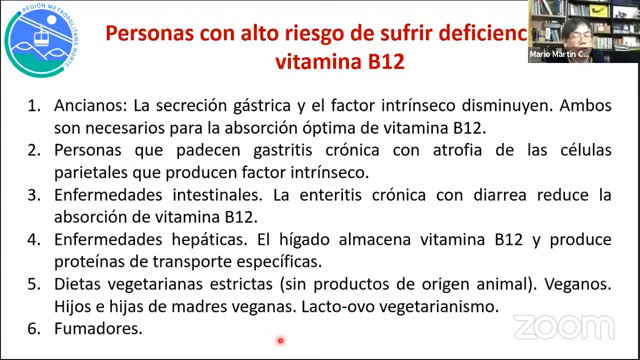 REGIÓN METROPOLITANA NORTE
Personas con alto riesgo de sufrir deficienc
vitamina B12
Mario Martin C...
1. Ancianos: La secreción gástrica y el factor intrínseco disminuyen. Ambos
son necesarios para la absorción óptima de vitamina B12.
2. Personas que padecen gastritis crónica con atrofia de las células
parietales que producen factor intrínseco.
3. Enfermedades intestinales. La enteritis crónica con diarrea reduce la
absorción de vitamina B12.
4. Enfermedades hepáticas. El hígado almacena vitamina B12 y produce
proteínas de transporte específicas.
5. Dietas vegetarianas estrictas (sin productos de origen animal). Veganos.
Hijos e hijas de madres veganas. Lacto-ovo vegetarianismo.
6. Fumadores.
zoom